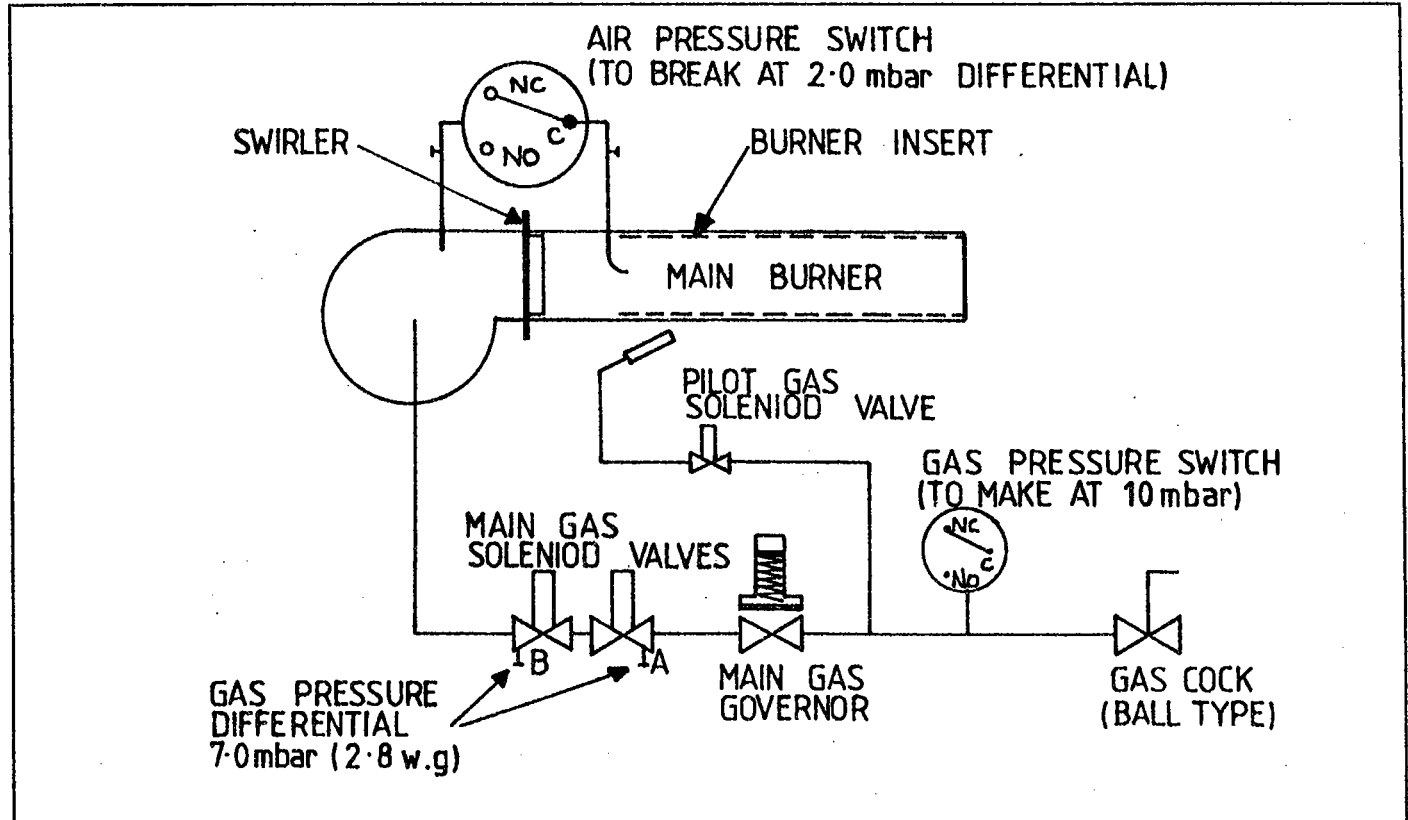 AIR PRESSURE SWITCH
(TO BREAK AT 2·0 mbar DIFFERENTIAL)
NC
C
NO
SWIRLER
BURNER INSERT
MAIN BURNER
PILOT GAS
SOLENIOD VALVE
GAS PRESSURE SWITCH
(TO MAKE AT 10 mbar)
NC
C
NO
MAIN GAS
SOLENIOD VALVES
B
A
GAS PRESSURE
DIFFERENTIAL
7·0mbar (2·8 w.g)
MAIN GAS
GOVERNOR
GAS COCK
(BALL TYPE)